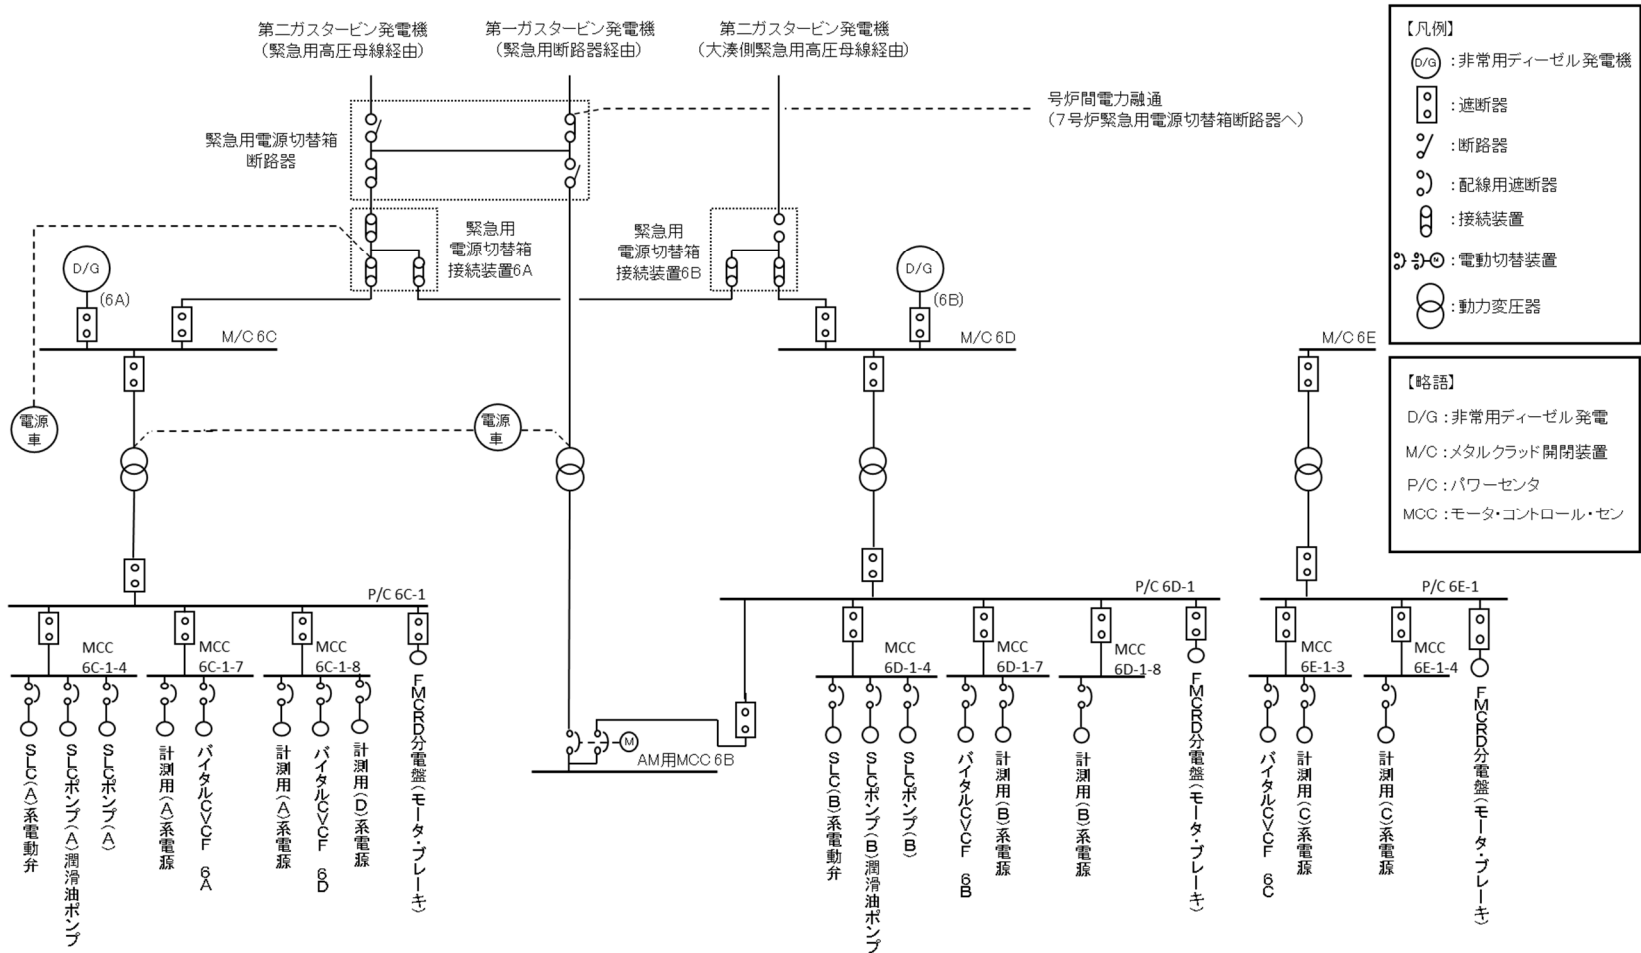 第二ガスタービン発電機
(緊急用高圧母線経由)
第一ガスタービン発電機
(緊急用断路器経由)
第二ガスタービン発電機
(大湊側緊急用高圧母線経由)
号炉間電力融通
(7号炉緊急用電源切替箱断路器へ)
緊急用電源切替箱
断路器
緊急用
電源切替箱
接続装置6A
緊急用
電源切替箱
接続装置6B
D/G
(6A)
D/G
(6B)
M/C 6C
M/C 6D
M/C 6E
電源
車
電源
車
P/C 6C-1
P/C 6D-1
P/C 6E-1
MCC
6C-1-4
MCC
6C-1-7
MCC
6C-1-8
MCC
6D-1-4
MCC
6D-1-7
MCC
6D-1-8
MCC
6E-1-3
MCC
6E-1-4
M
AM用MCC 6B
SLC(A)系電動弁
SLCポンプ(A)潤滑油ポンプ
SLCポンプ(A)
計測用(A)系電源
バイタルCVCF 6A
計測用(A)系電源
バイタルCVCF 6D
計測用(D)系電源
FMCRD分電盤(モータ・ブレーキ)
SLC(B)系電動弁
SLCポンプ(B)潤滑油ポンプ
SLCポンプ(B)
バイタルCVCF 6B
計測用(B)系電源
計測用(B)系電源
FMCRD分電盤(モータ・ブレーキ)
バイタルCVCF 6C
計測用(C)系電源
計測用(C)系電源
FMCRD分電盤(モータ・ブレーキ)
【凡例】
D/G :非常用ディーゼル発電機
:遮断器
:断路器
:配線用遮断器
:接続装置
M :電動切替装置
:動力変圧器
【略語】
D/G:非常用ディーゼル発電
M/C:メタルクラッド開閉装置
P/C:パワーセンタ
MCC:モータ・コントロール・セン